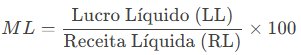 ML = Lucro Líquido (LL) / Receita Líquida (RL) × 100